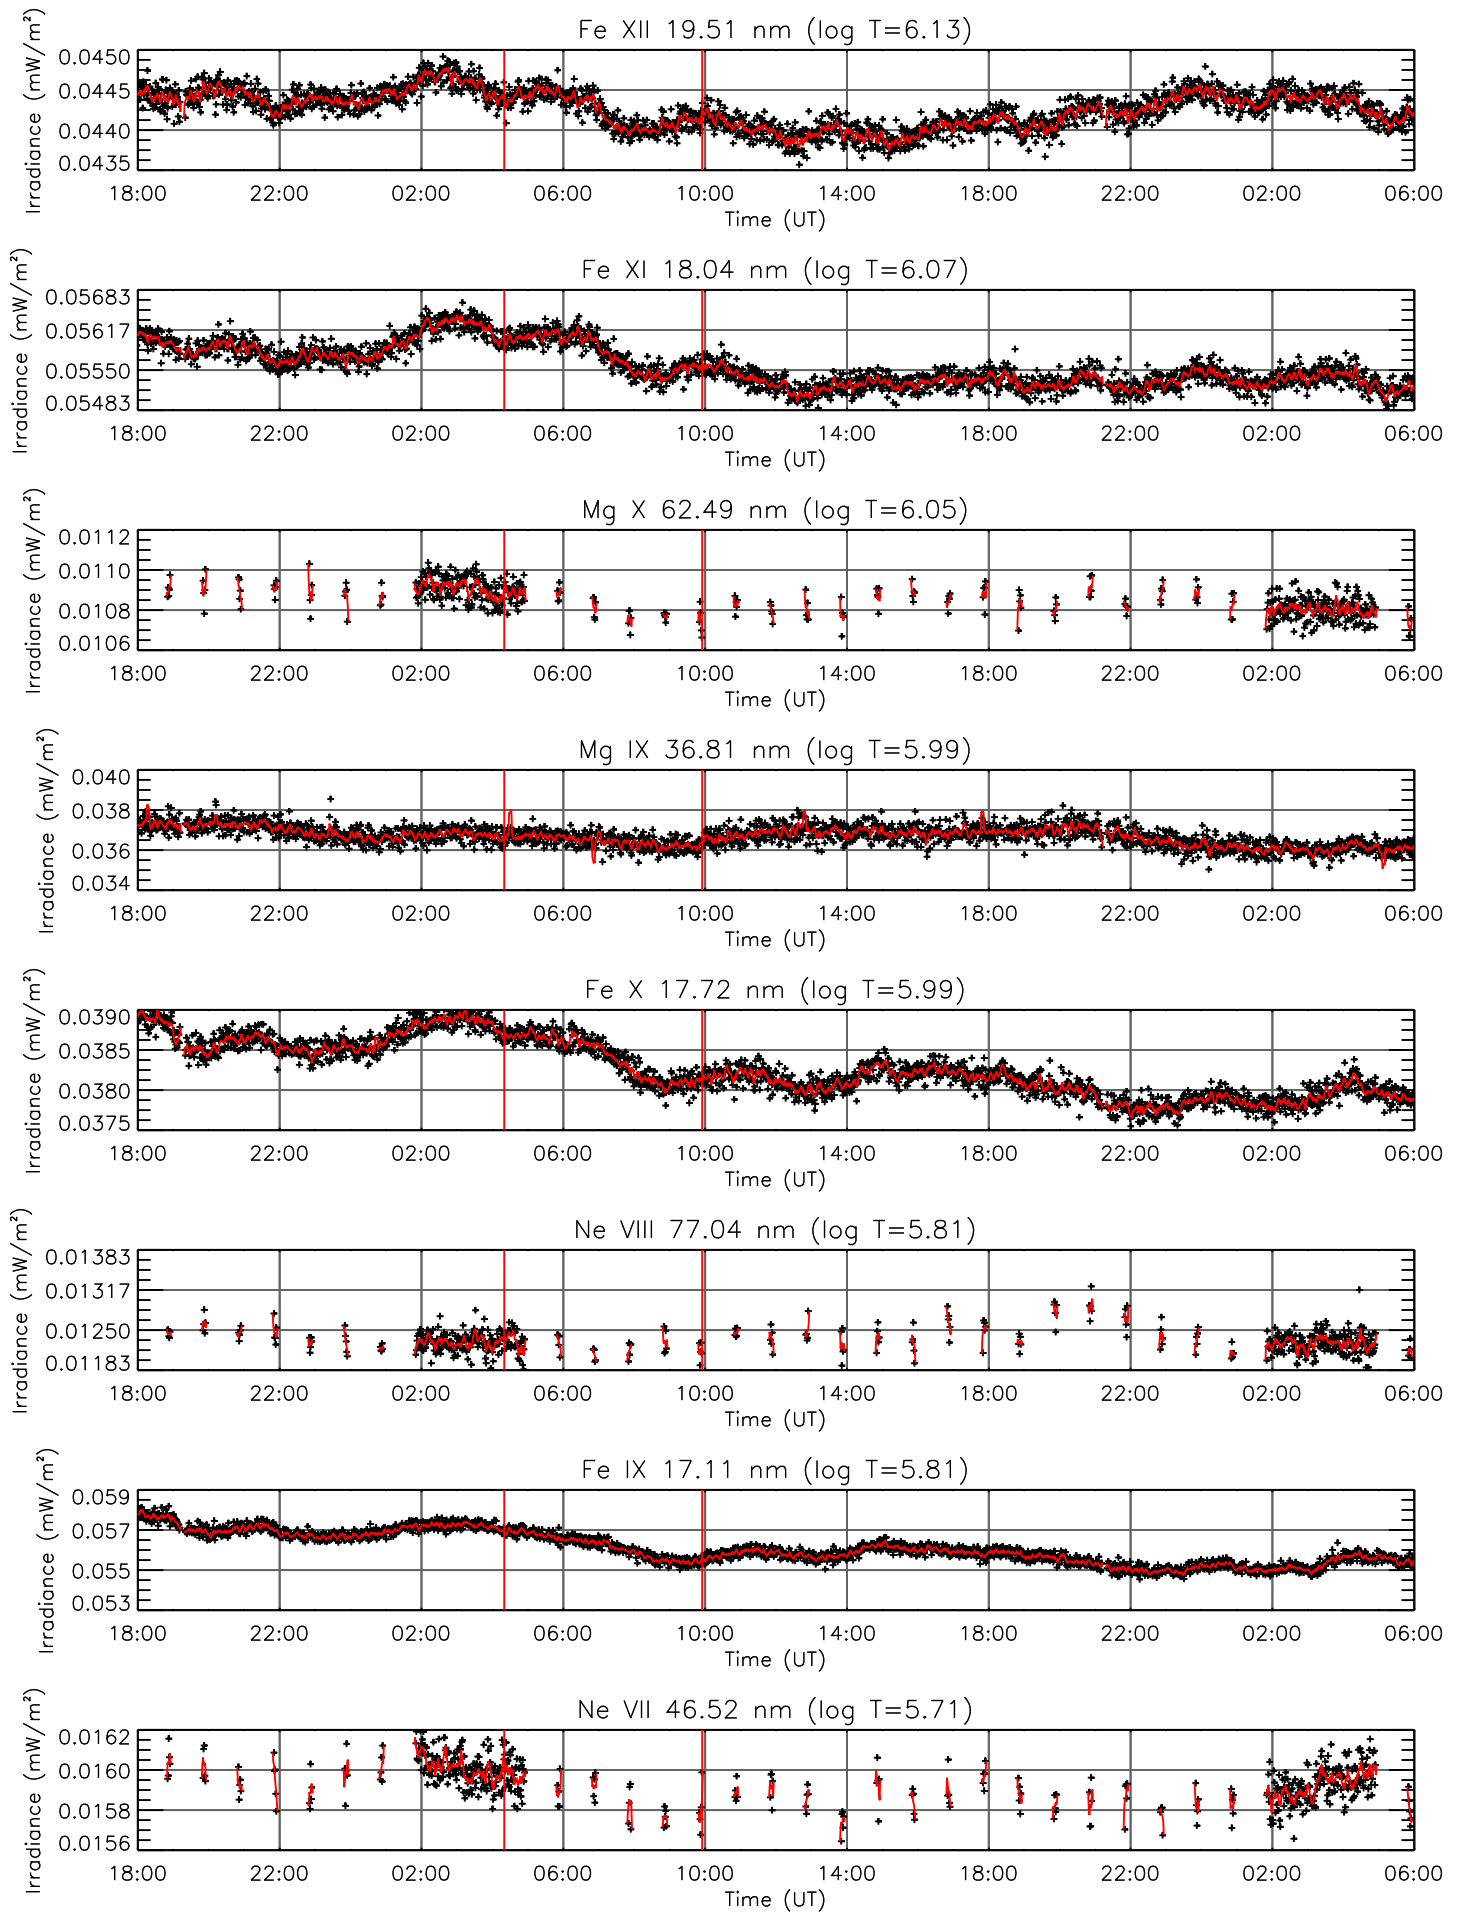 Fe XII 19.51 nm (log T=6.13)
Irradiance (mW/m²)
0.0450
0.0445
0.0440
0.0435
18:00 22:00 02:00 06:00 10:00 14:00 18:00 22:00 02:00 06:00
Time (UT)
Fe XI 18.04 nm (log T=6.07)
Irradiance (mW/m²)
0.05683
0.05617
0.05550
0.05483
18:00 22:00 02:00 06:00 10:00 14:00 18:00 22:00 02:00 06:00
Time (UT)
Mg X 62.49 nm (log T=6.05)
Irradiance (mW/m²)
0.0112
0.0110
0.0108
0.0106
18:00 22:00 02:00 06:00 10:00 14:00 18:00 22:00 02:00 06:00
Time (UT)
Mg IX 36.81 nm (log T=5.99)
Irradiance (mW/m²)
0.040
0.038
0.036
0.034
18:00 22:00 02:00 06:00 10:00 14:00 18:00 22:00 02:00 06:00
Time (UT)
Fe X 17.72 nm (log T=5.99)
Irradiance (mW/m²)
0.0390
0.0385
0.0380
0.0375
18:00 22:00 02:00 06:00 10:00 14:00 18:00 22:00 02:00 06:00
Time (UT)
Ne VIII 77.04 nm (log T=5.81)
Irradiance (mW/m²)
0.01383
0.01317
0.01250
0.01183
18:00 22:00 02:00 06:00 10:00 14:00 18:00 22:00 02:00 06:00
Time (UT)
Fe IX 17.11 nm (log T=5.81)
Irradiance (mW/m²)
0.059
0.057
0.055
0.053
18:00 22:00 02:00 06:00 10:00 14:00 18:00 22:00 02:00 06:00
Time (UT)
Ne VII 46.52 nm (log T=5.71)
Irradiance (mW/m²)
0.0162
0.0160
0.0158
0.0156
18:00 22:00 02:00 06:00 10:00 14:00 18:00 22:00 02:00 06:00
Time (UT)